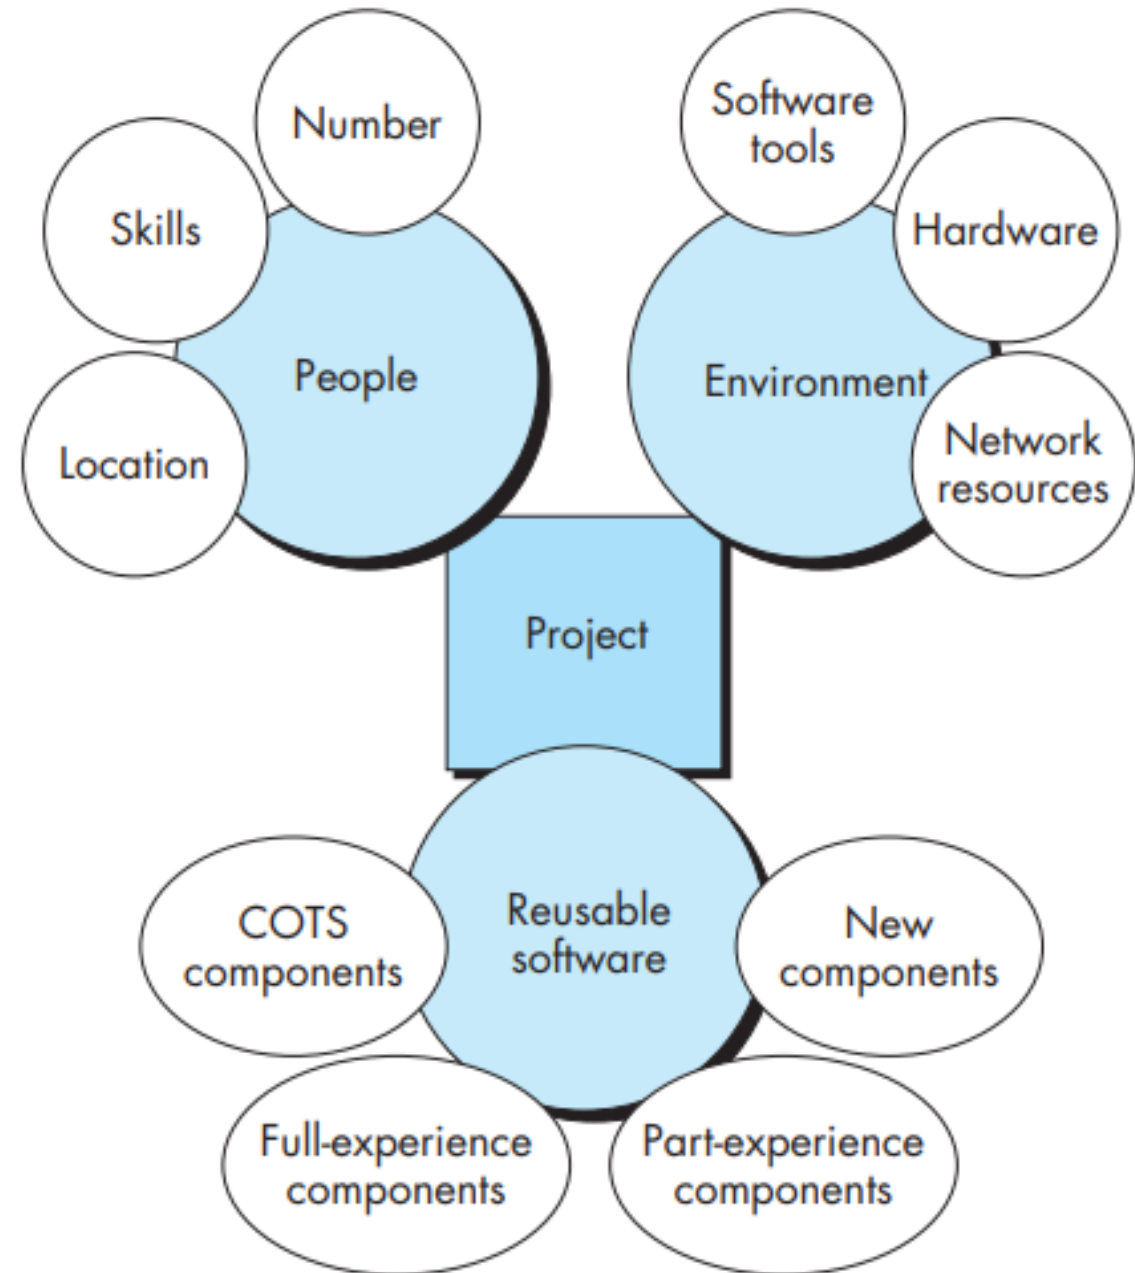 Number
Skills
Location
People
Software
tools
Hardware
Network
resources
Environment
Project
Reusable
software
COTS
components
Full-experience
components
Part-experience
components
New
components